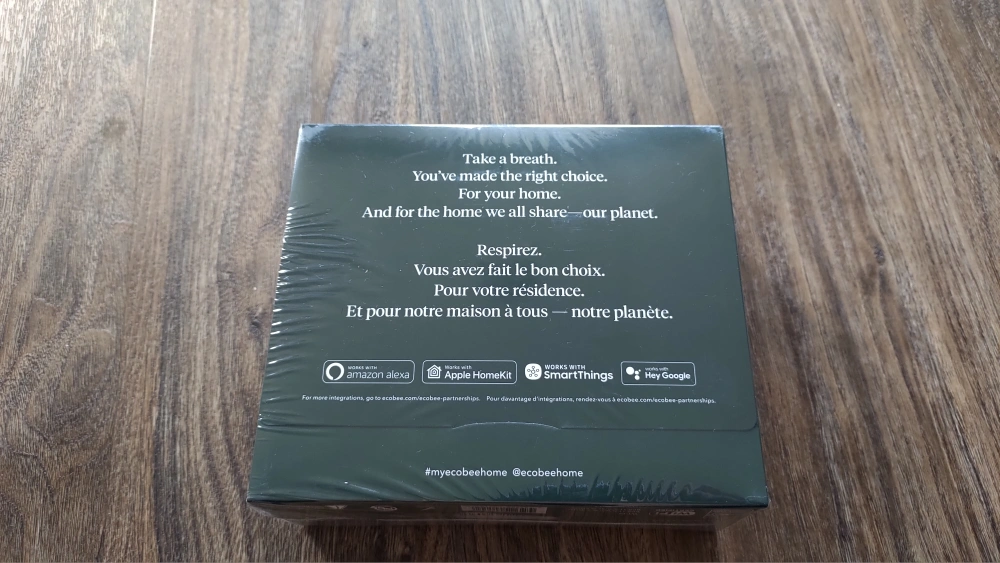 Take a breath.
You've made the right choice.
For your home.
And for the home we all share—our planet.
Respirez.
Vous avez fait le bon choix.
Pour votre résidence.
Et pour notre maison à tous — notre planète.
WORKS WITH
amazon alexa
Works with
Apple HomeKit
WORKS WITH
SmartThings
works with
Hey Google
For more integrations, go to ecobee.com/ecobee-partnerships. Pour davantage d'intégrations, rendez-vous à ecobee.com/ecobee-partnerships.
#myecobeehome @ecobeehome